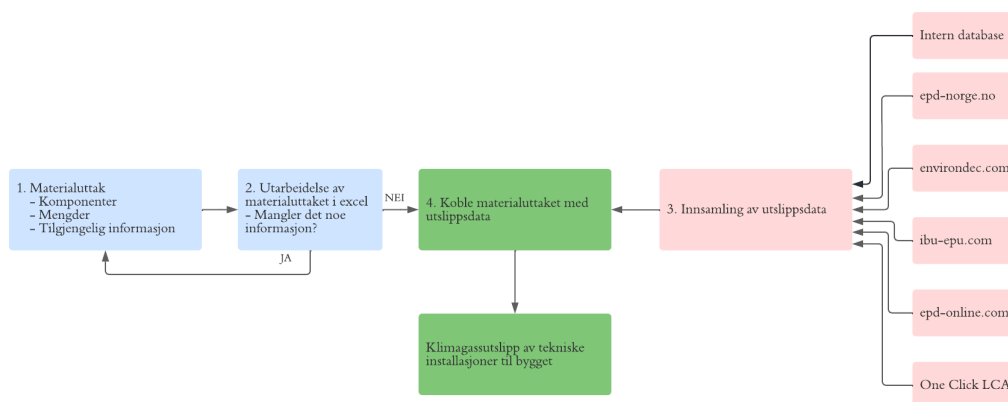 1. Materialuttak
- Komponenter
- Mengder
- Tilgjengelig informasjon
2. Utarbeidelse av
materialuttaket i excel
- Mangler det noe
informasjon?
JA
NEI
4. Koble materialuttaket med
utslippsdata
Klimagassutslipp av tekniske
installasjoner til bygget
3. Innsamling av utslippsdata
Intern database
epd-norge.no
environdec.com
ibu-epu.com
epd-online.com
One Click LCA